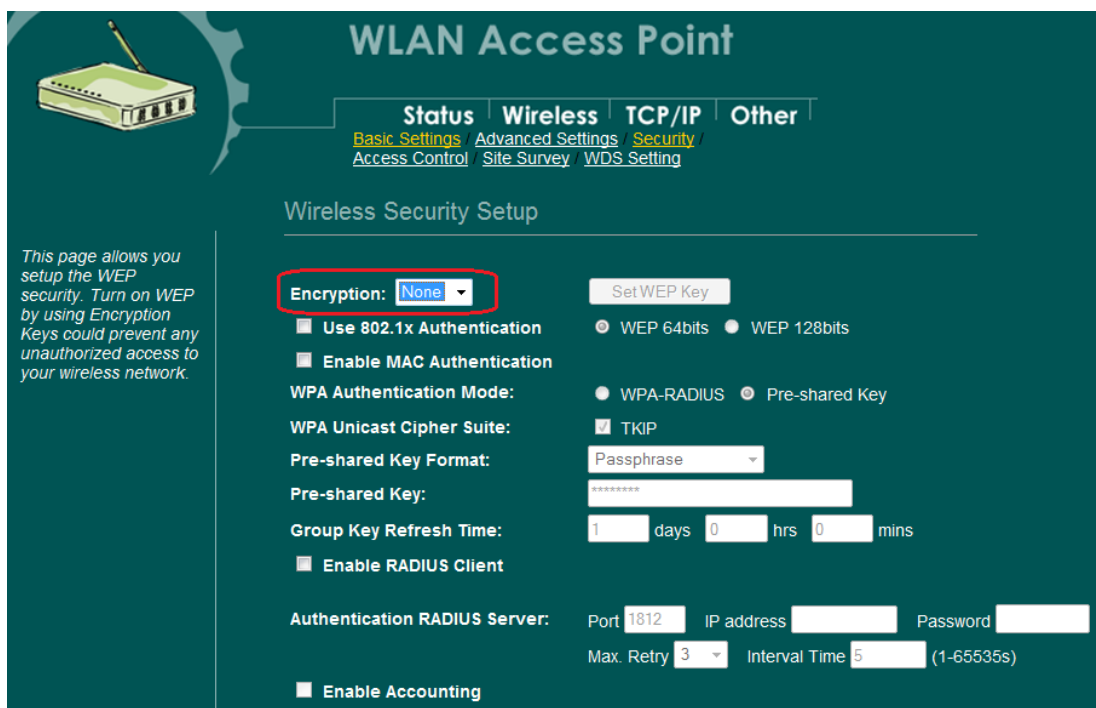 WLAN Access Point
Status Wireless TCP/IP Other
Basic Settings / Advanced Settings / Security /
Access Control / Site Survey / WDS Setting
Wireless Security Setup
This page allows you
setup the WEP
security. Turn on WEP
by using Encryption
Keys could prevent any
unauthorized access to
your wireless network.
Encryption: None Set WEP Key
Use 802.1x Authentication WEP 64bits WEP 128bits
Enable MAC Authentication
WPA Authentication Mode: WPA-RADIUS Pre-shared Key
WPA Unicast Cipher Suite: TKIP
Pre-shared Key Format: Passphrase
Pre-shared Key: ********
Group Key Refresh Time: 1 days 0 hrs 0 mins
Enable RADIUS Client
Authentication RADIUS Server: Port 1812 IP address Password
Max. Retry 3 Interval Time 5 (1-65535s)
Enable Accounting